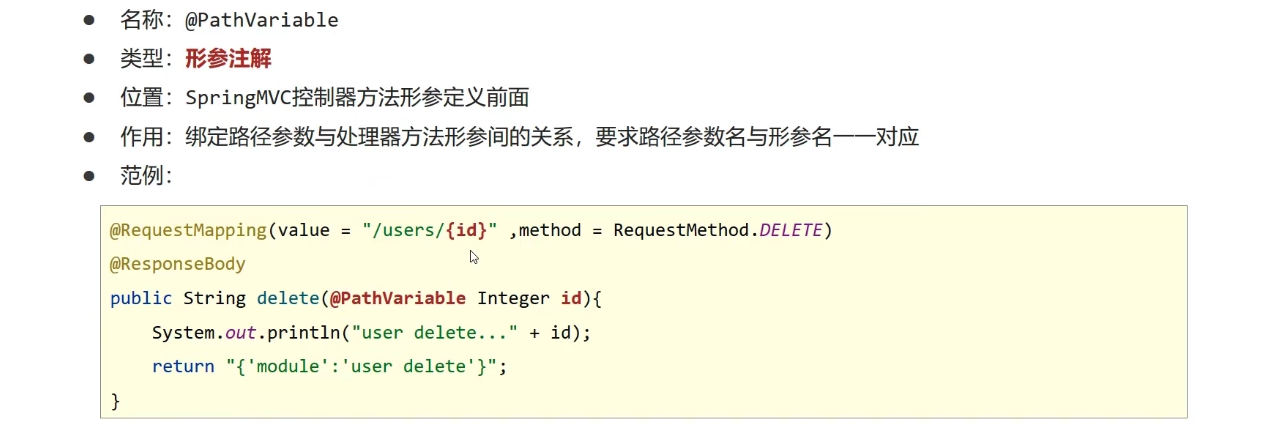 ● 名称：@PathVariable
● 类型：形参注解
● 位置：SpringMVC控制器方法形参定义前面
● 作用：绑定路径参数与处理器方法形参间的关系，要求路径参数名与形参名一一对应
● 范例：
@RequestMapping(value = "/users/{id}" ,method = RequestMethod.DELETE)
@ResponseBody
public String delete(@PathVariable Integer id){
    System.out.println("user delete..." + id);
    return "{'module':'user delete'}";
}